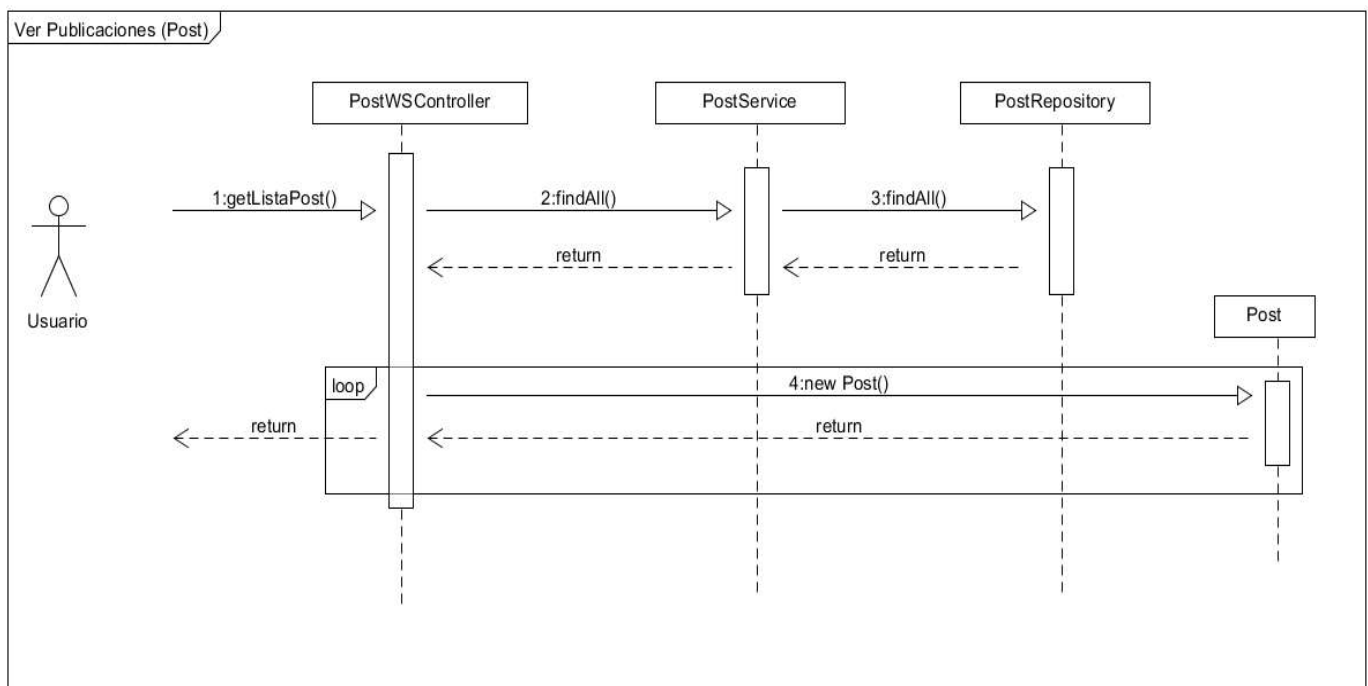 Ver Publicaciones (Post)
PostWSController
PostService
PostRepository
1:getListaPost()
2:findAll()
3:findAll()
return
return
Usuario
Post
loop
4:new Post()
return
return